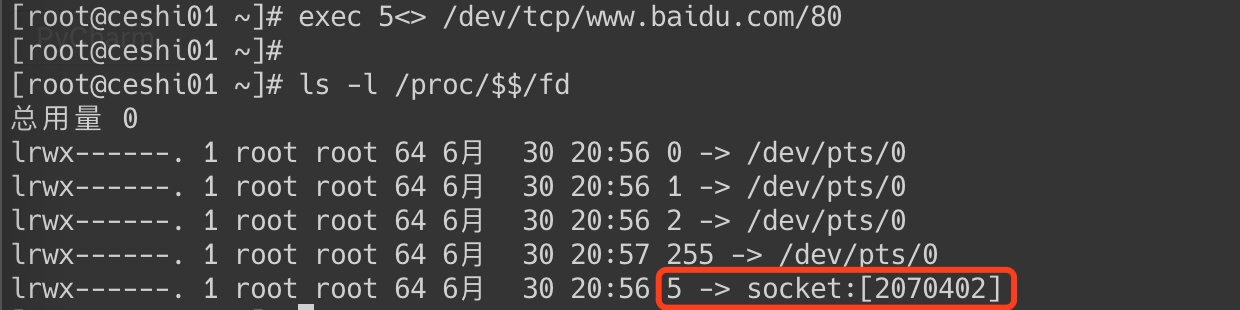 [root@ceshi01 ~]# exec 5<> /dev/tcp/www.baidu.com/80
PyCharm
[root@ceshi01 ~]#
[root@ceshi01 ~]# ls -l /proc/$$/fd
总用量 0
lrwx------. 1 root root 64 6月  30 20:56 0 -> /dev/pts/0
lrwx------. 1 root root 64 6月  30 20:56 1 -> /dev/pts/0
lrwx------. 1 root root 64 6月  30 20:56 2 -> /dev/pts/0
lrwx------. 1 root root 64 6月  30 20:57 255 -> /dev/pts/0
lrwx------. 1 root root 64 6月  30 20:56 5 -> socket:[2070402]